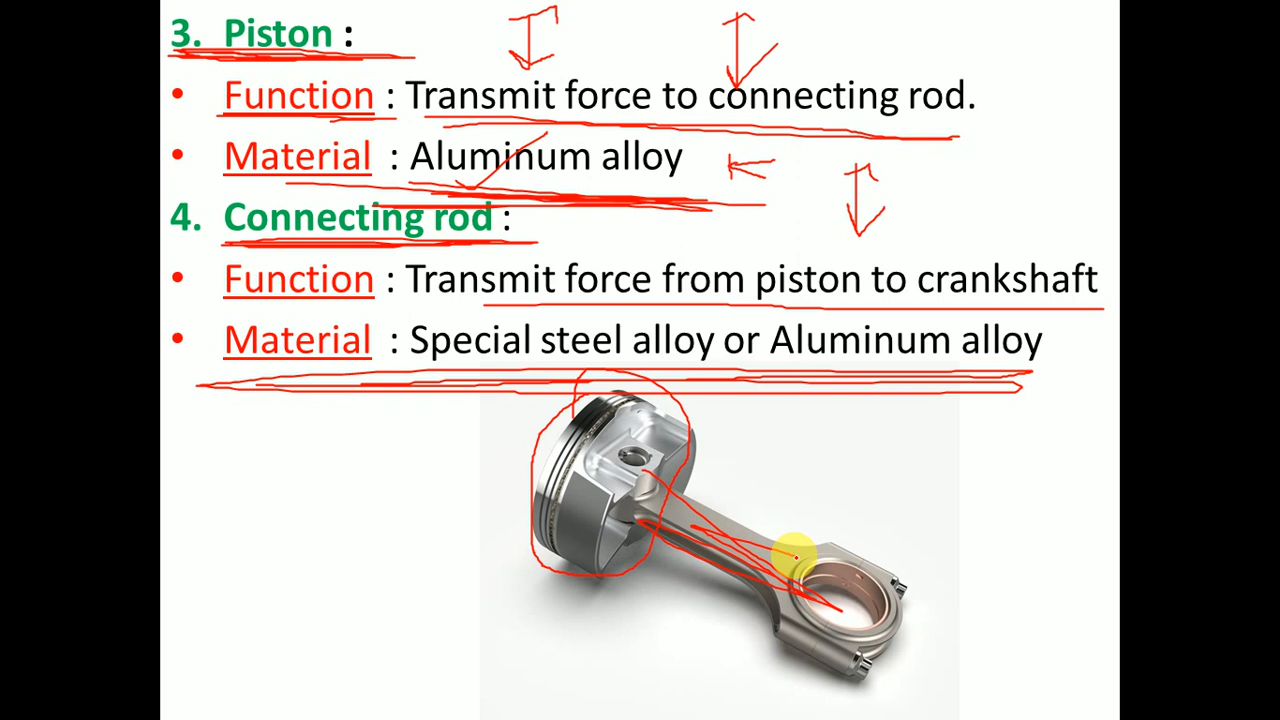 3. Piston :
• Function : Transmit force to connecting rod.
• Material : Aluminum alloy
4. Connecting rod :
• Function : Transmit force from piston to crankshaft
• Material : Special steel alloy or Aluminum alloy